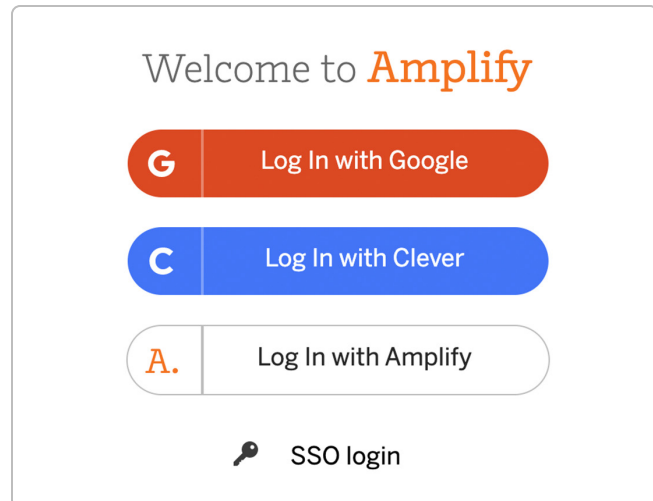 Welcome to Amplify
G Log In with Google
C Log In with Clever
A. Log In with Amplify
SSO login